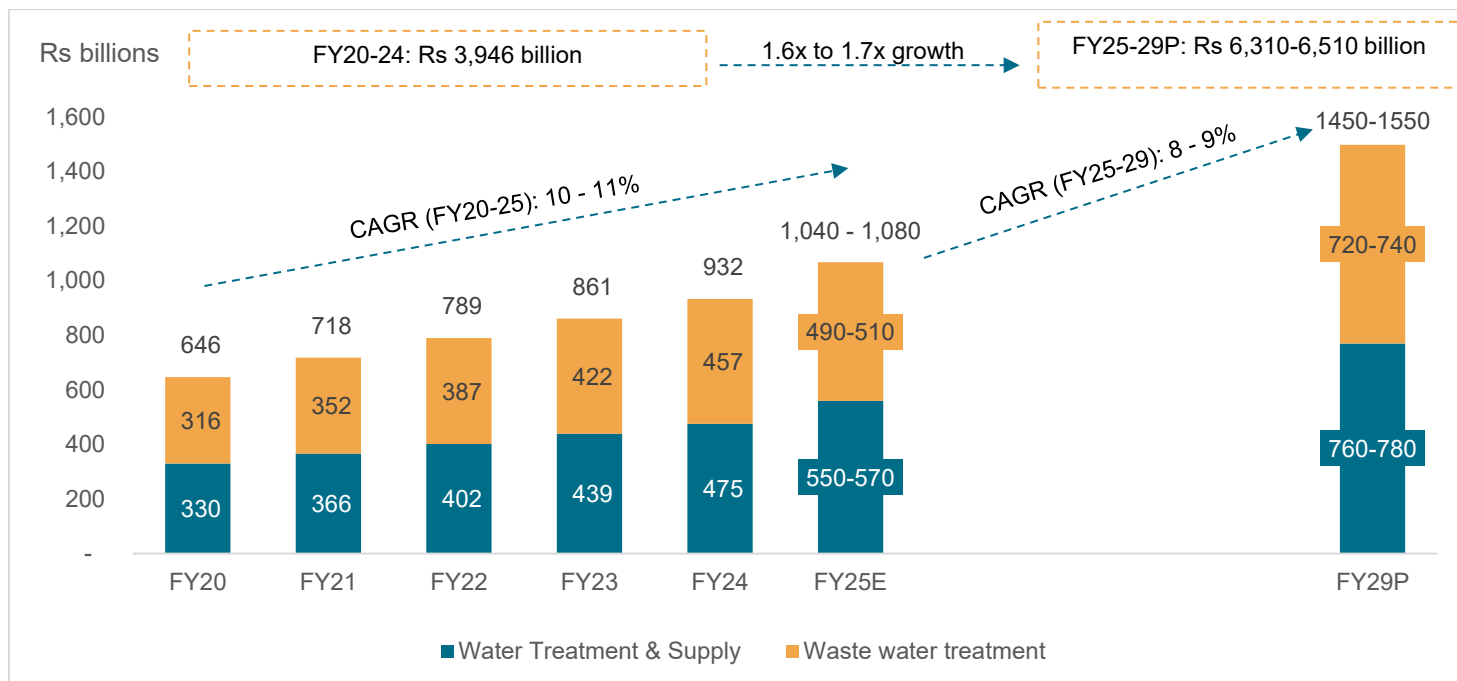 Rs billions
FY20-24: Rs 3,946 billion
1.6x to 1.7x growth
FY25-29P: Rs 6,310-6,510 billion
1,600
1,400
1,200
1,000
800
600
400
200
-
CAGR (FY20-25): 10 - 11%
CAGR (FY25-29): 8 - 9%
646
718
789
861
932
1,040 - 1,080
1450-1550
316
352
387
422
457
490-510
720-740
330
366
402
439
475
550-570
760-780
FY20
FY21
FY22
FY23
FY24
FY25E
FY29P
Water Treatment & Supply
Waste water treatment